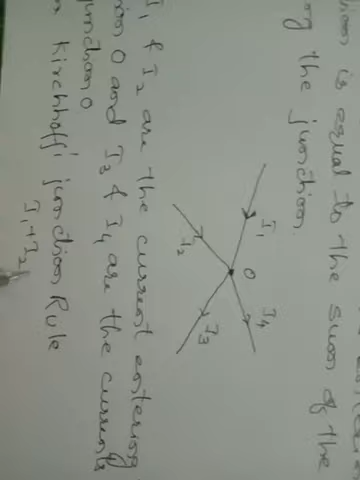 is equal to the sum of the
the junction.
I₁
I₄
O
I₂
I₃
I₁ & I₂ are the current entering
O and I₃ & I₄ are the currents
junction O
Kirchhoff' junction Rule
I₁+I₂